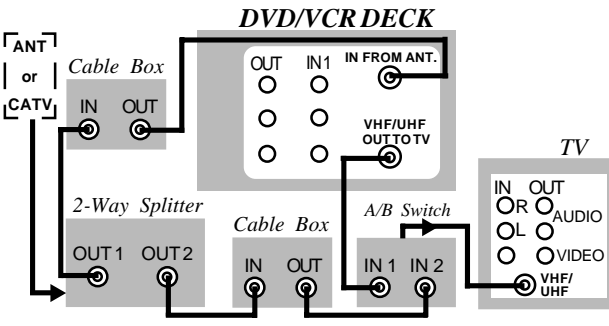 DVD/VCR DECK
ANT
or
CATV
Cable Box
IN OUT
OUT IN1 IN FROM ANT.
VHF/UHF
OUT TO TV
2-Way Splitter
OUT 1 OUT 2
Cable Box
IN OUT
A/B Switch
IN 1 IN 2
TV
IN OUT
R AUDIO
L
VIDEO
VHF/
UHF